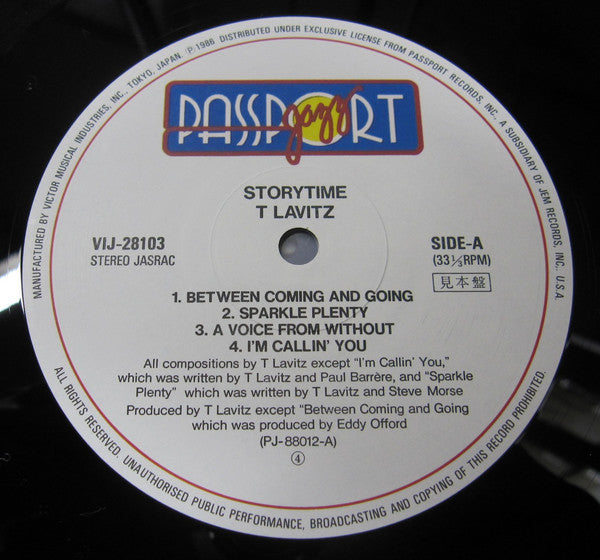 MANUFACTURED BY VICTOR MUSICAL INDUSTRIES, INC., TOKYO, JAPAN Ⓟ-1986 DISTRIBUTED UNDER EXCLUSIVE LICENSE FROM PASSPORT RECORDS, INC., A SUBSIDIARY OF JEM RECORDS, INC., U.S.A.
PASSPORT
Jazz
STORYTIME
T LAVITZ
VIJ-28103
STEREO JASRAC
SIDE-A
(33⅓RPM)
見本盤
1. BETWEEN COMING AND GOING
2. SPARKLE PLENTY
3. A VOICE FROM WITHOUT
4. I'M CALLIN' YOU
All compositions by T Lavitz except "I'm Callin' You,"
which was written by T Lavitz and Paul Barrère, and "Sparkle
Plenty" which was written by T Lavitz and Steve Morse
Produced by T Lavitz except "Between Coming and Going
which was produced by Eddy Offord
(PJ-88012-A)
④
ALL RIGHTS RESERVED. UNAUTHORISED PUBLIC PERFORMANCE, BROADCASTING AND COPYING OF THIS RECORD PROHIBITED.